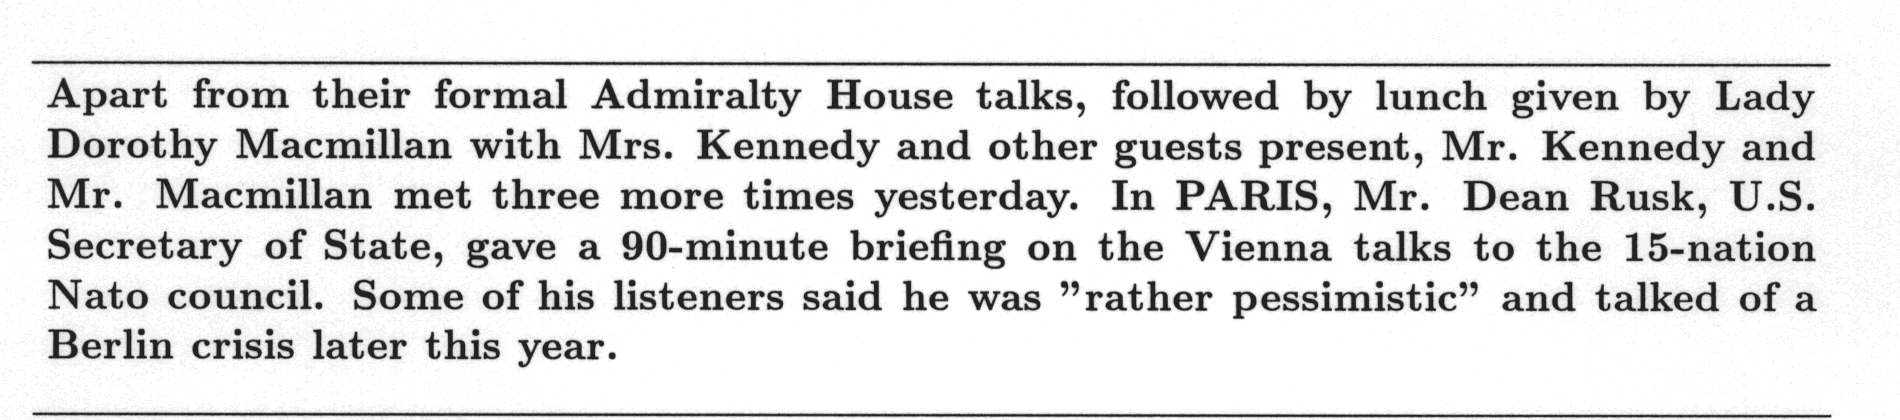 Apart from their formal Admiralty House talks, followed by lunch given by Lady
Dorothy Macmillan with Mrs. Kennedy and other guests present, Mr. Kennedy and
Mr. Macmillan met three more times yesterday. In PARIS, Mr. Dean Rusk, U.S.
Secretary of State, gave a 90-minute briefing on the Vienna talks to the 15-nation
Nato council. Some of his listeners said he was ”rather pessimistic” and talked of a
Berlin crisis later this year.